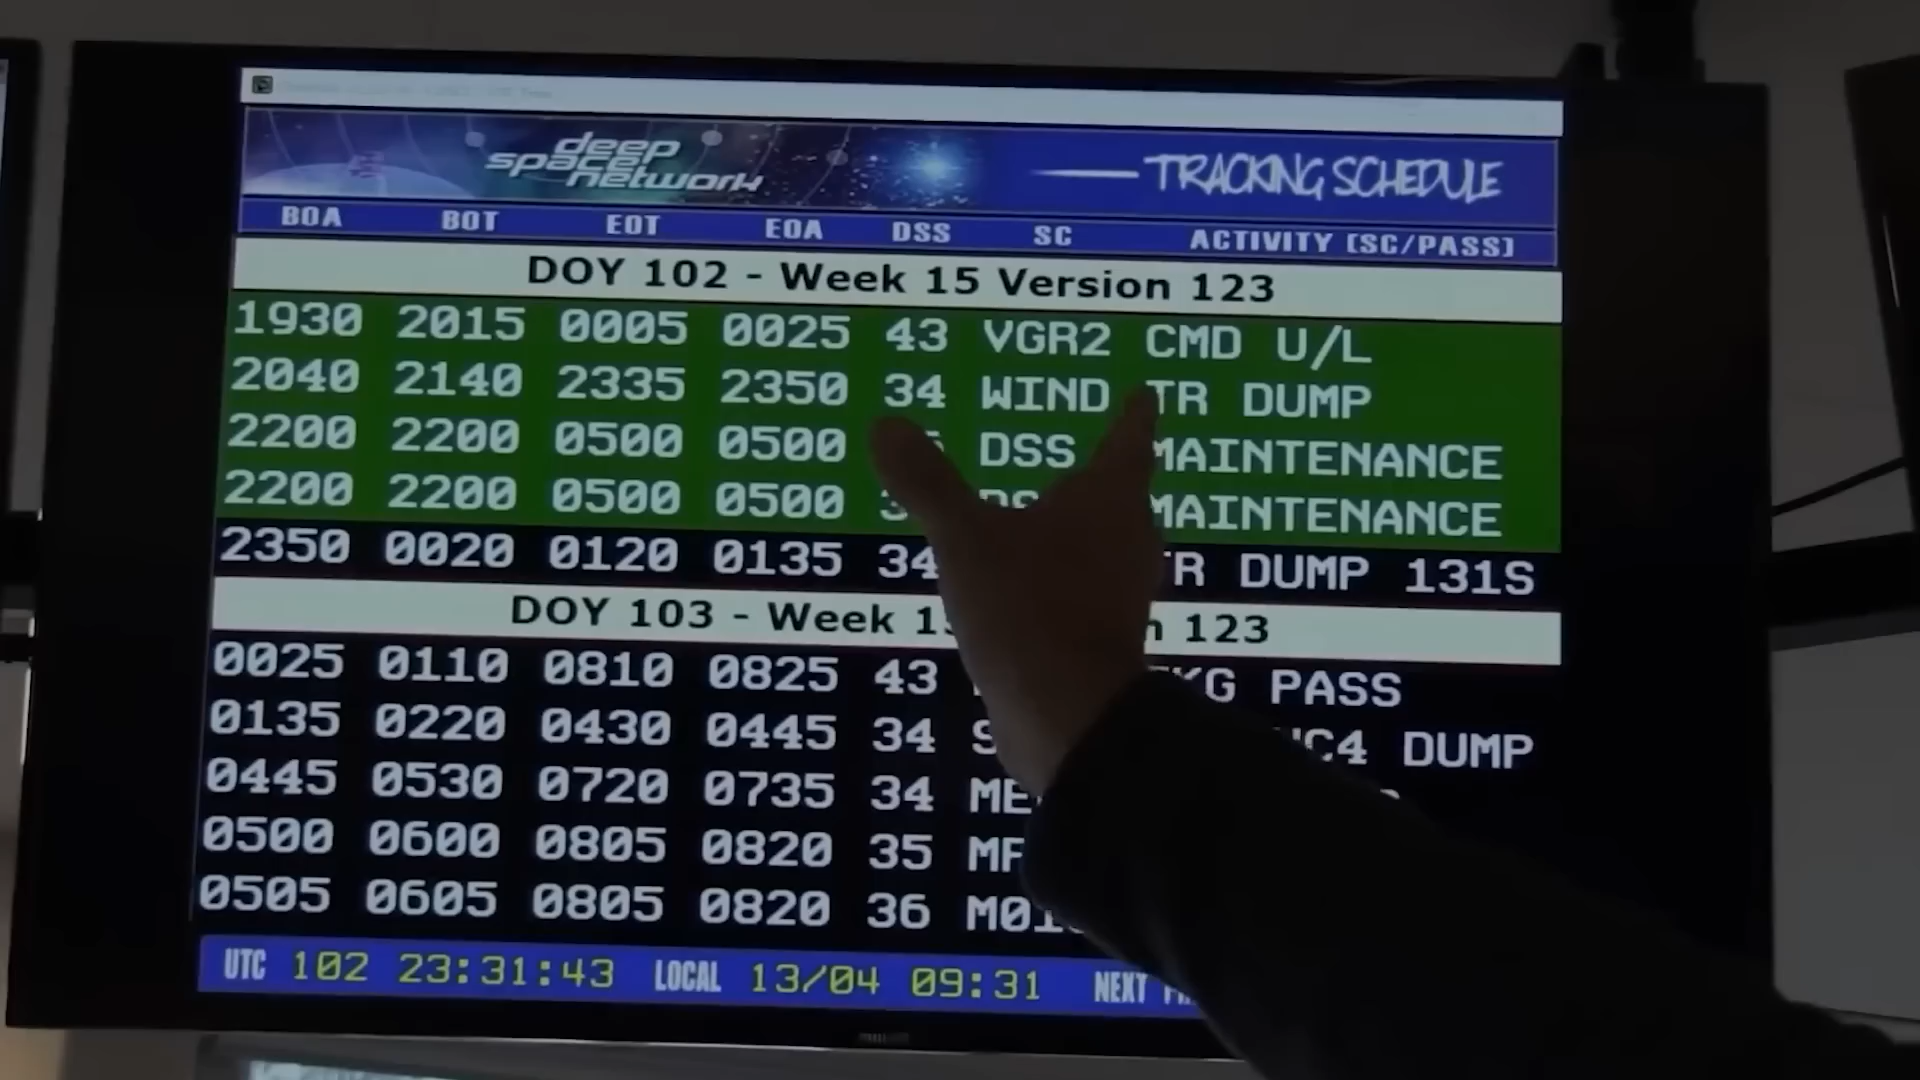 deep
space
network
TRACKING SCHEDULE
BOA BOT EOT EOA DSS SC ACTIVITY [SC/PASS]
DOY 102 - Week 15 Version 123
1930 2015 0005 0025 43 VGR2 CMD U/L
2040 2140 2335 2350 34 WIND TR DUMP
2200 2200 0500 0500 DSS MAINTENANCE
2200 2200 0500 0500 MAINTENANCE
2350 0020 0120 0135 34 DUMP 131S
DOY 103 - Week 123
0025 0110 0810 0825 43 PASS
0135 0220 0430 0445 34 DUMP
0445 0530 0720 0735 34
0500 0600 0805 0820 35
0505 0605 0805 0820 36
UTC 102 23:31:43 LOCAL 13/04 09:31 NEXT